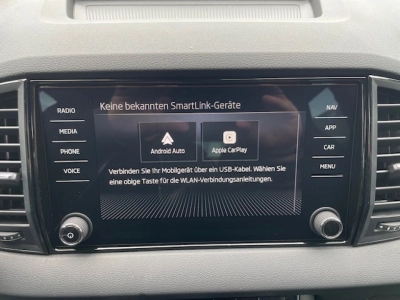 Keine bekannten SmartLink-Geräte
RADIO
MEDIA
PHONE
VOICE
Android Auto
Apple CarPlay
Verbinden Sie Ihr Mobilgerät über ein USB-Kabel. Wählen Sie
eine obige Taste für die WLAN-Verbindungsanleitungen.
NAV
APP
CAR
MENU